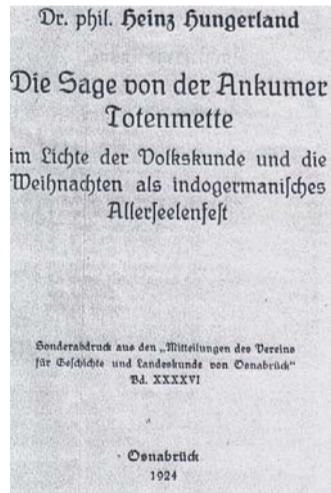 Dr. phil. Heinz Hungerland
Die Sage von der Ankumer
Totenmette
im Lichte der Volkskunde und die
Weihnachten als indogermanisches
Allerseelenfest
Sonderabdruck aus den „Mitteilungen des Vereins
für Geschichte und Landeskunde von Osnabrück“
Bd. XXXXVI
Osnabrück
1924